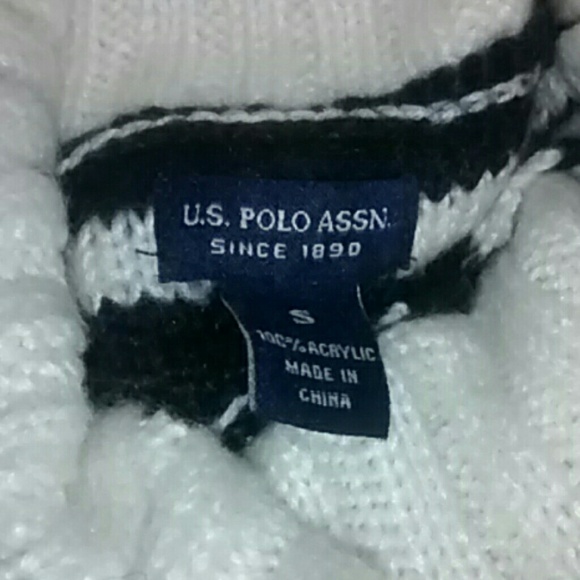 U.S. POLO ASSN.
SINCE 1890
S
100% ACRYLIC
MADE IN
CHINA